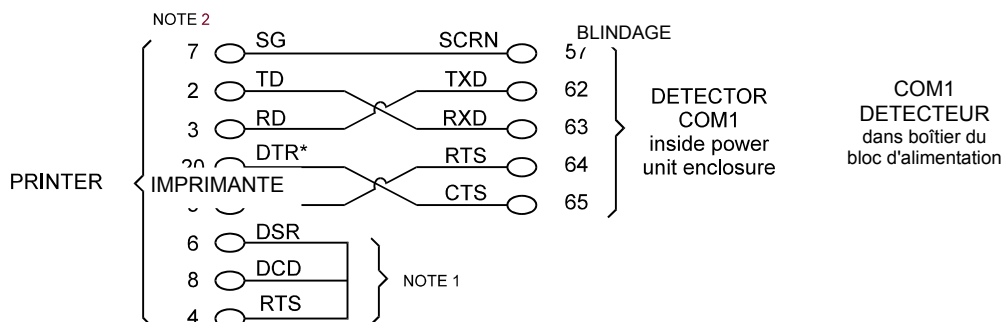 NOTE 2
7 SG SCRN 57 BLINDAGE
2 TD TXD 62
3 RD RXD 63
20 DTR* RTS 64
CTS 65
PRINTER IMPRIMANTE
6 DSR
8 DCD
4 RTS
NOTE 1
DETECTOR
COM1
inside power
unit enclosure
COM1
DETECTEUR
dans boîtier du
bloc d'alimentation